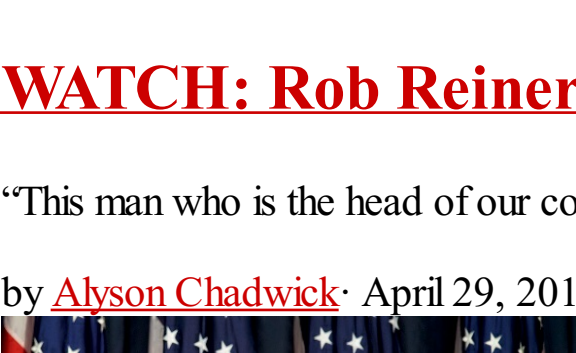 WATCH: Rob Reiner
“This man who is the head of our co
by Alyson Chadwick· April 29, 201